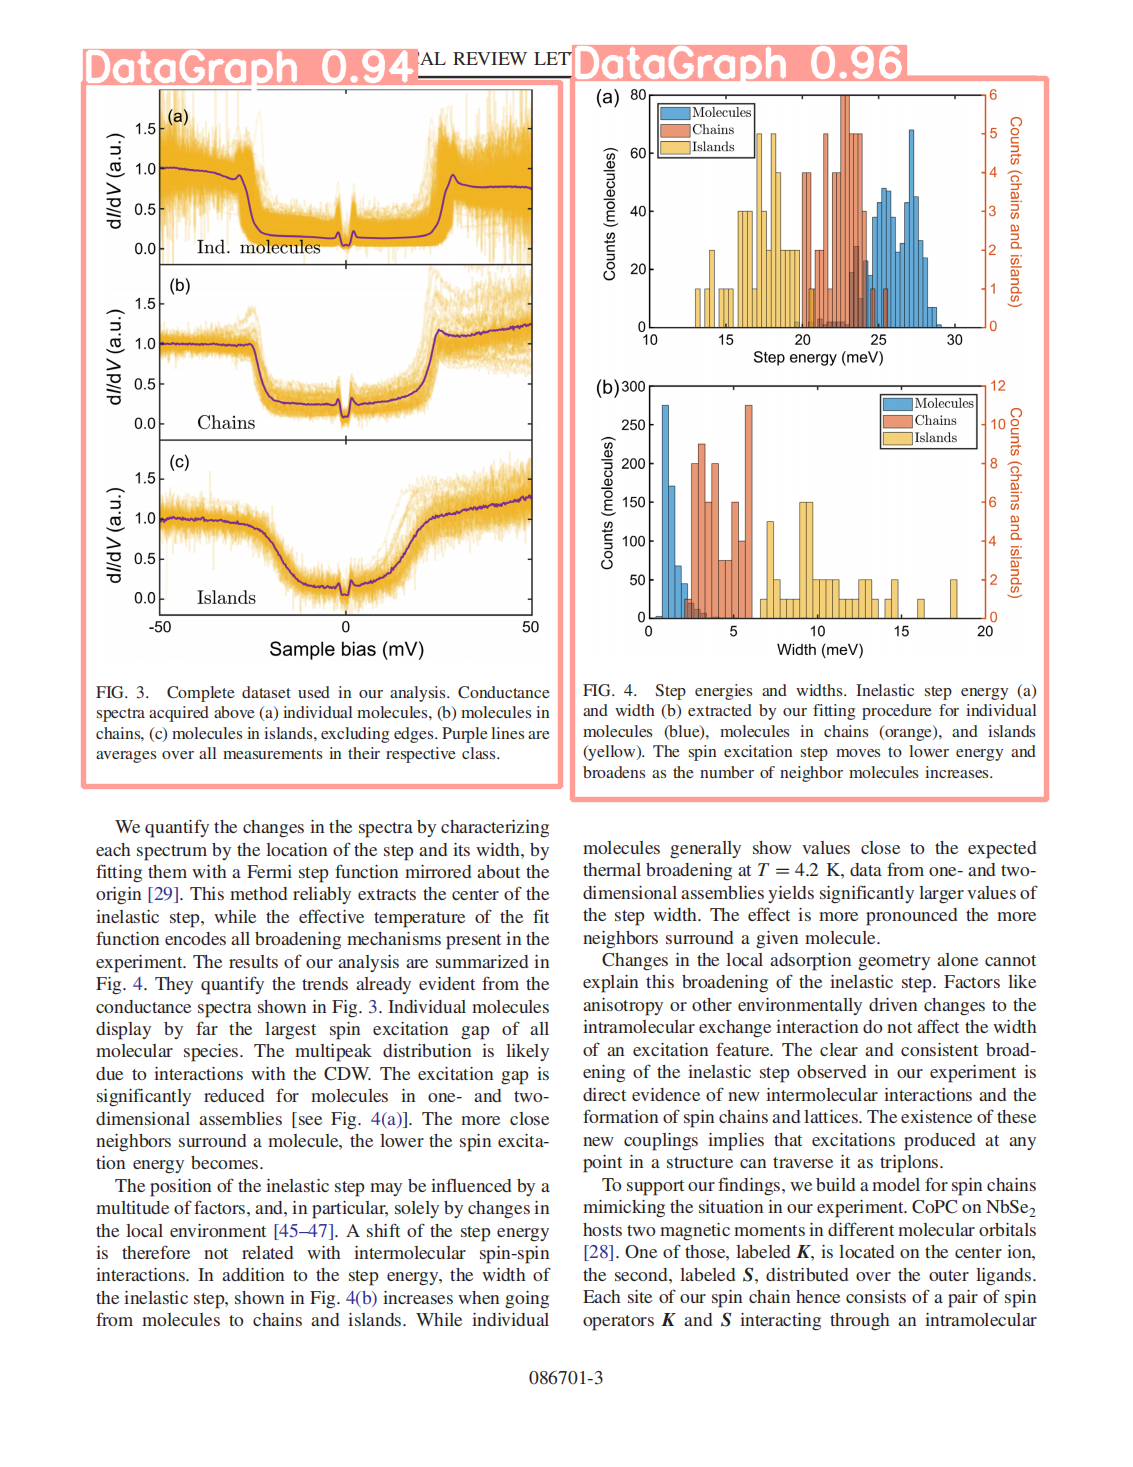 DataGraph 0.94
CAL REVIEW LET
DataGraph 0.96
(a)
1.5
1.0
0.5
0.0
dI/dV (a.u.)
Ind. molecules
(b)
1.5
1.0
0.5
0.0
dI/dV (a.u.)
Chains
(c)
1.5
1.0
0.5
0.0
dI/dV (a.u.)
Islands
-50 0 50
Sample bias (mV)
FIG. 3. Complete dataset used in our analysis. Conductance
spectra acquired above (a) individual molecules, (b) molecules in
chains, (c) molecules in islands, excluding edges. Purple lines are
averages over all measurements in their respective class.
We quantify the changes in the spectra by characterizing
each spectrum by the location of the step and its width, by
fitting them with a Fermi step function mirrored about the
origin [29]. This method reliably extracts the center of the
inelastic step, while the effective temperature of the fit
function encodes all broadening mechanisms present in the
experiment. The results of our analysis are summarized in
Fig. 4. They quantify the trends already evident from the
conductance spectra shown in Fig. 3. Individual molecules
display by far the largest spin excitation gap of all
molecular species. The multipeak distribution is likely
due to interactions with the CDW. The excitation gap is
significantly reduced for molecules in one- and two-
dimensional assemblies [see Fig. 4(a)]. The more close
neighbors surround a molecule, the lower the spin excita-
tion energy becomes.
The position of the inelastic step may be influenced by a
multitude of factors, and, in particular, solely by changes in
the local environment [45–47]. A shift of the step energy
is therefore not related with intermolecular spin-spin
interactions. In addition to the step energy, the width of
the inelastic step, shown in Fig. 4(b) increases when going
from molecules to chains and islands. While individual
(a)
80
60
40
20
0
Counts (molecules)
Molecules
Chains
Islands
6
5
4
3
2
1
0
Counts (chains and islands)
10 15 20 25 30
Step energy (meV)
(b)
300
250
200
150
100
50
0
Counts (molecules)
Molecules
Chains
Islands
12
10
8
6
4
2
0
Counts (chains and islands)
0 5 10 15 20
Width (meV)
FIG. 4. Step energies and widths. Inelastic step energy (a)
and width (b) extracted by our fitting procedure for individual
molecules (blue), molecules in chains (orange), and islands
(yellow). The spin excitation step moves to lower energy and
broadens as the number of neighbor molecules increases.
molecules generally show values close to the expected
thermal broadening at T = 4.2 K, data from one- and two-
dimensional assemblies yields significantly larger values of
the step width. The effect is more pronounced the more
neighbors surround a given molecule.
Changes in the local adsorption geometry alone cannot
explain this broadening of the inelastic step. Factors like
anisotropy or other environmentally driven changes to the
intramolecular exchange interaction do not affect the width
of an excitation feature. The clear and consistent broad-
ening of the inelastic step observed in our experiment is
direct evidence of new intermolecular interactions and the
formation of spin chains and lattices. The existence of these
new couplings implies that excitations produced at any
point in a structure can traverse it as triplons.
To support our findings, we build a model for spin chains
mimicking the situation in our experiment. CoPC on NbSe₂
hosts two magnetic moments in different molecular orbitals
[28]. One of those, labeled K, is located on the center ion,
the second, labeled S, distributed over the outer ligands.
Each site of our spin chain hence consists of a pair of spin
operators K and S interacting through an intramolecular
086701-3